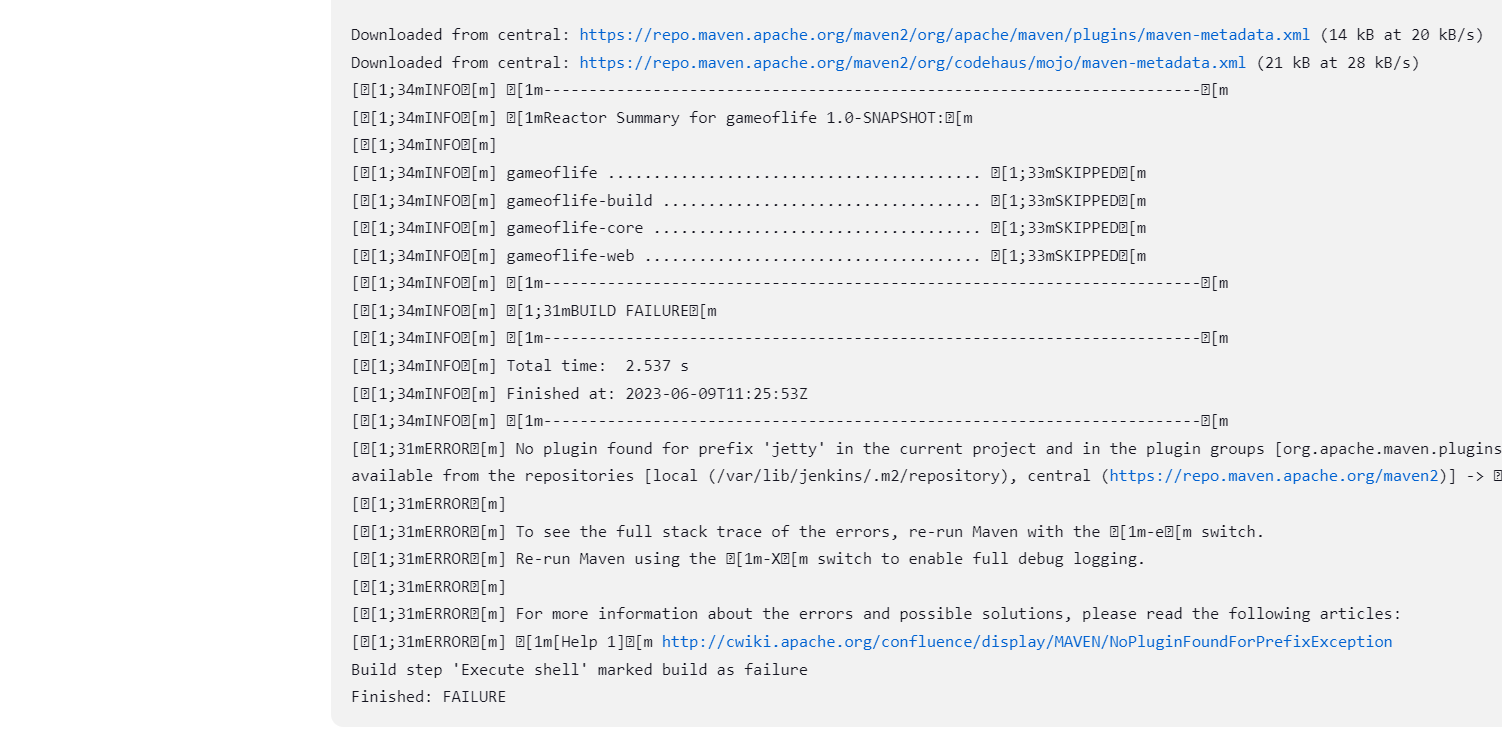 Downloaded from central: https://repo.maven.apache.org/maven2/org/apache/maven/plugins/maven-metadata.xml (14 kB at 20 kB/s)
Downloaded from central: https://repo.maven.apache.org/maven2/org/codehaus/mojo/maven-metadata.xml (21 kB at 28 kB/s)
[␛[1;34mINFO␛[m] ␛[1m------------------------------------------------------------------------␛[m
[␛[1;34mINFO␛[m] ␛[1mReactor Summary for gameoflife 1.0-SNAPSHOT:␛[m
[␛[1;34mINFO␛[m]
[␛[1;34mINFO␛[m] gameoflife ......................................... ␛[1;33mSKIPPED␛[m
[␛[1;34mINFO␛[m] gameoflife-build ................................... ␛[1;33mSKIPPED␛[m
[␛[1;34mINFO␛[m] gameoflife-core .................................... ␛[1;33mSKIPPED␛[m
[␛[1;34mINFO␛[m] gameoflife-web ..................................... ␛[1;33mSKIPPED␛[m
[␛[1;34mINFO␛[m] ␛[1m------------------------------------------------------------------------␛[m
[␛[1;34mINFO␛[m] ␛[1;31mBUILD FAILURE␛[m
[␛[1;34mINFO␛[m] ␛[1m------------------------------------------------------------------------␛[m
[␛[1;34mINFO␛[m] Total time:  2.537 s
[␛[1;34mINFO␛[m] Finished at: 2023-06-09T11:25:53Z
[␛[1;34mINFO␛[m] ␛[1m------------------------------------------------------------------------␛[m
[␛[1;31mERROR␛[m] No plugin found for prefix 'jetty' in the current project and in the plugin groups [org.apache.maven.plugins
available from the repositories [local (/var/lib/jenkins/.m2/repository), central (https://repo.maven.apache.org/maven2)] -> ␛
[␛[1;31mERROR␛[m]
[␛[1;31mERROR␛[m] To see the full stack trace of the errors, re-run Maven with the ␛[1m-e␛[m switch.
[␛[1;31mERROR␛[m] Re-run Maven using the ␛[1m-X␛[m switch to enable full debug logging.
[␛[1;31mERROR␛[m]
[␛[1;31mERROR␛[m] For more information about the errors and possible solutions, please read the following articles:
[␛[1;31mERROR␛[m] ␛[1m[Help 1]␛[m http://cwiki.apache.org/confluence/display/MAVEN/NoPluginFoundForPrefixException
Build step 'Execute shell' marked build as failure
Finished: FAILURE